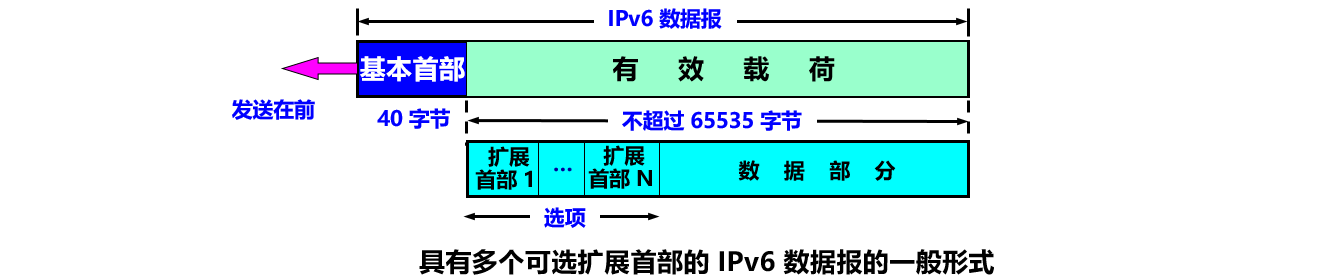 IPv6 数据报
基本首部
有 效 载 荷
发送在前
40 字节
不超过 65535 字节
扩展
首部 1
...
扩展
首部 N
数 据 部 分
选项
具有多个可选扩展首部的 IPv6 数据报的一般形式